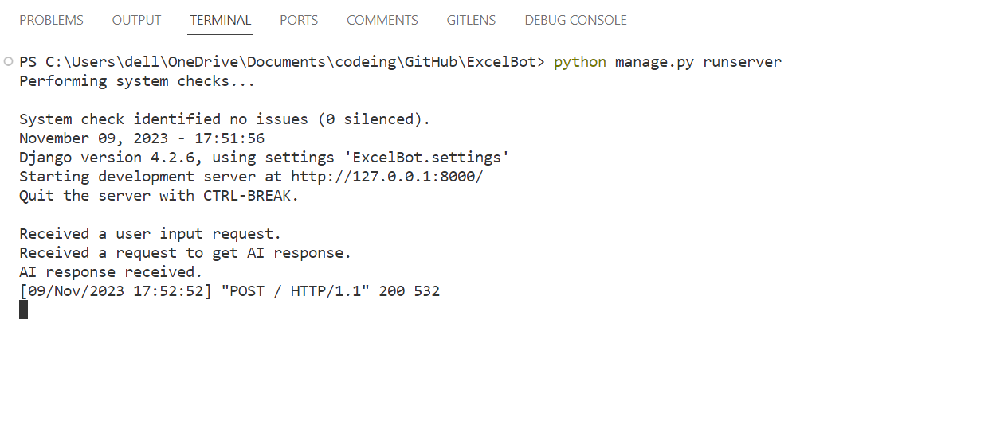 PROBLEMS OUTPUT TERMINAL PORTS COMMENTS GITLENS DEBUG CONSOLE
PS C:\Users\dell\OneDrive\Documents\codeing\GitHub\ExcelBot> python manage.py runserver
Performing system checks...
System check identified no issues (0 silenced).
November 09, 2023 - 17:51:56
Django version 4.2.6, using settings 'ExcelBot.settings'
Starting development server at http://127.0.0.1:8000/
Quit the server with CTRL-BREAK.
Received a user input request.
Received a request to get AI response.
AI response received.
[09/Nov/2023 17:52:52] "POST / HTTP/1.1" 200 532